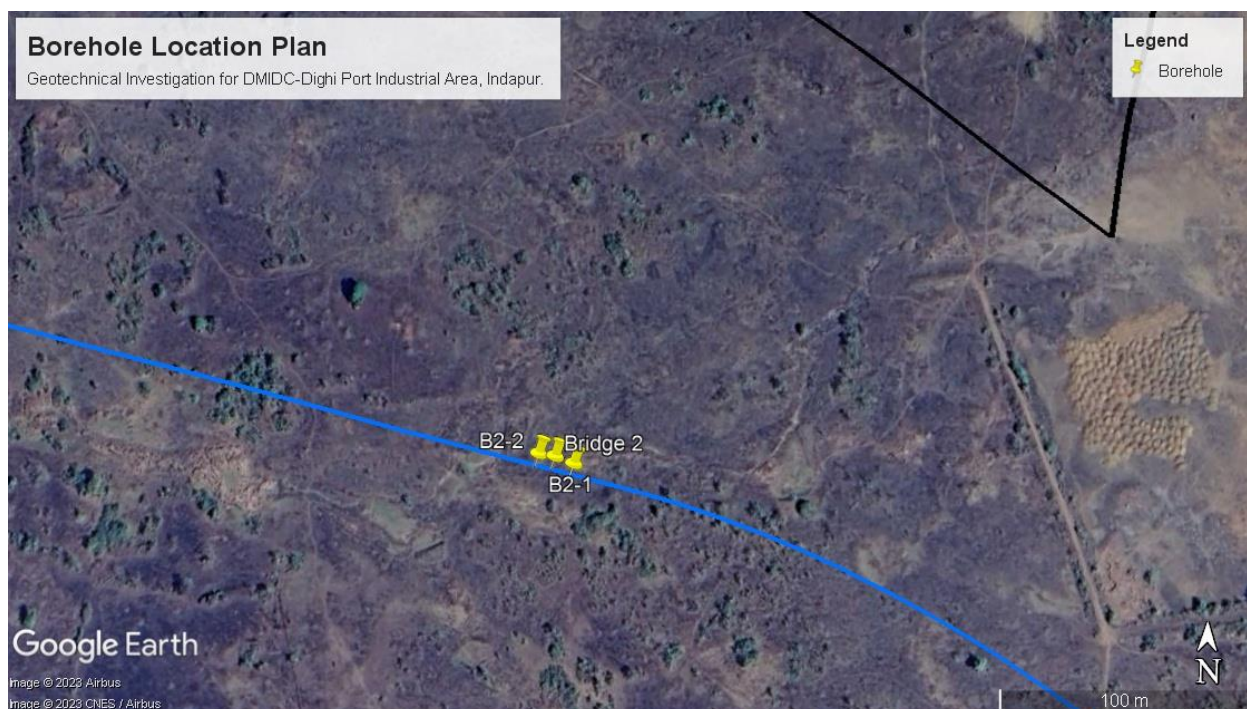 Borehole Location Plan
Geotechnical Investigation for DMIDC-Dighi Port Industrial Area, Indapur.
Legend
Borehole
B2-2
Bridge 2
B2-1
Google Earth
Image © 2023 Airbus
Image © 2023 CNES / Airbus
N
100 m